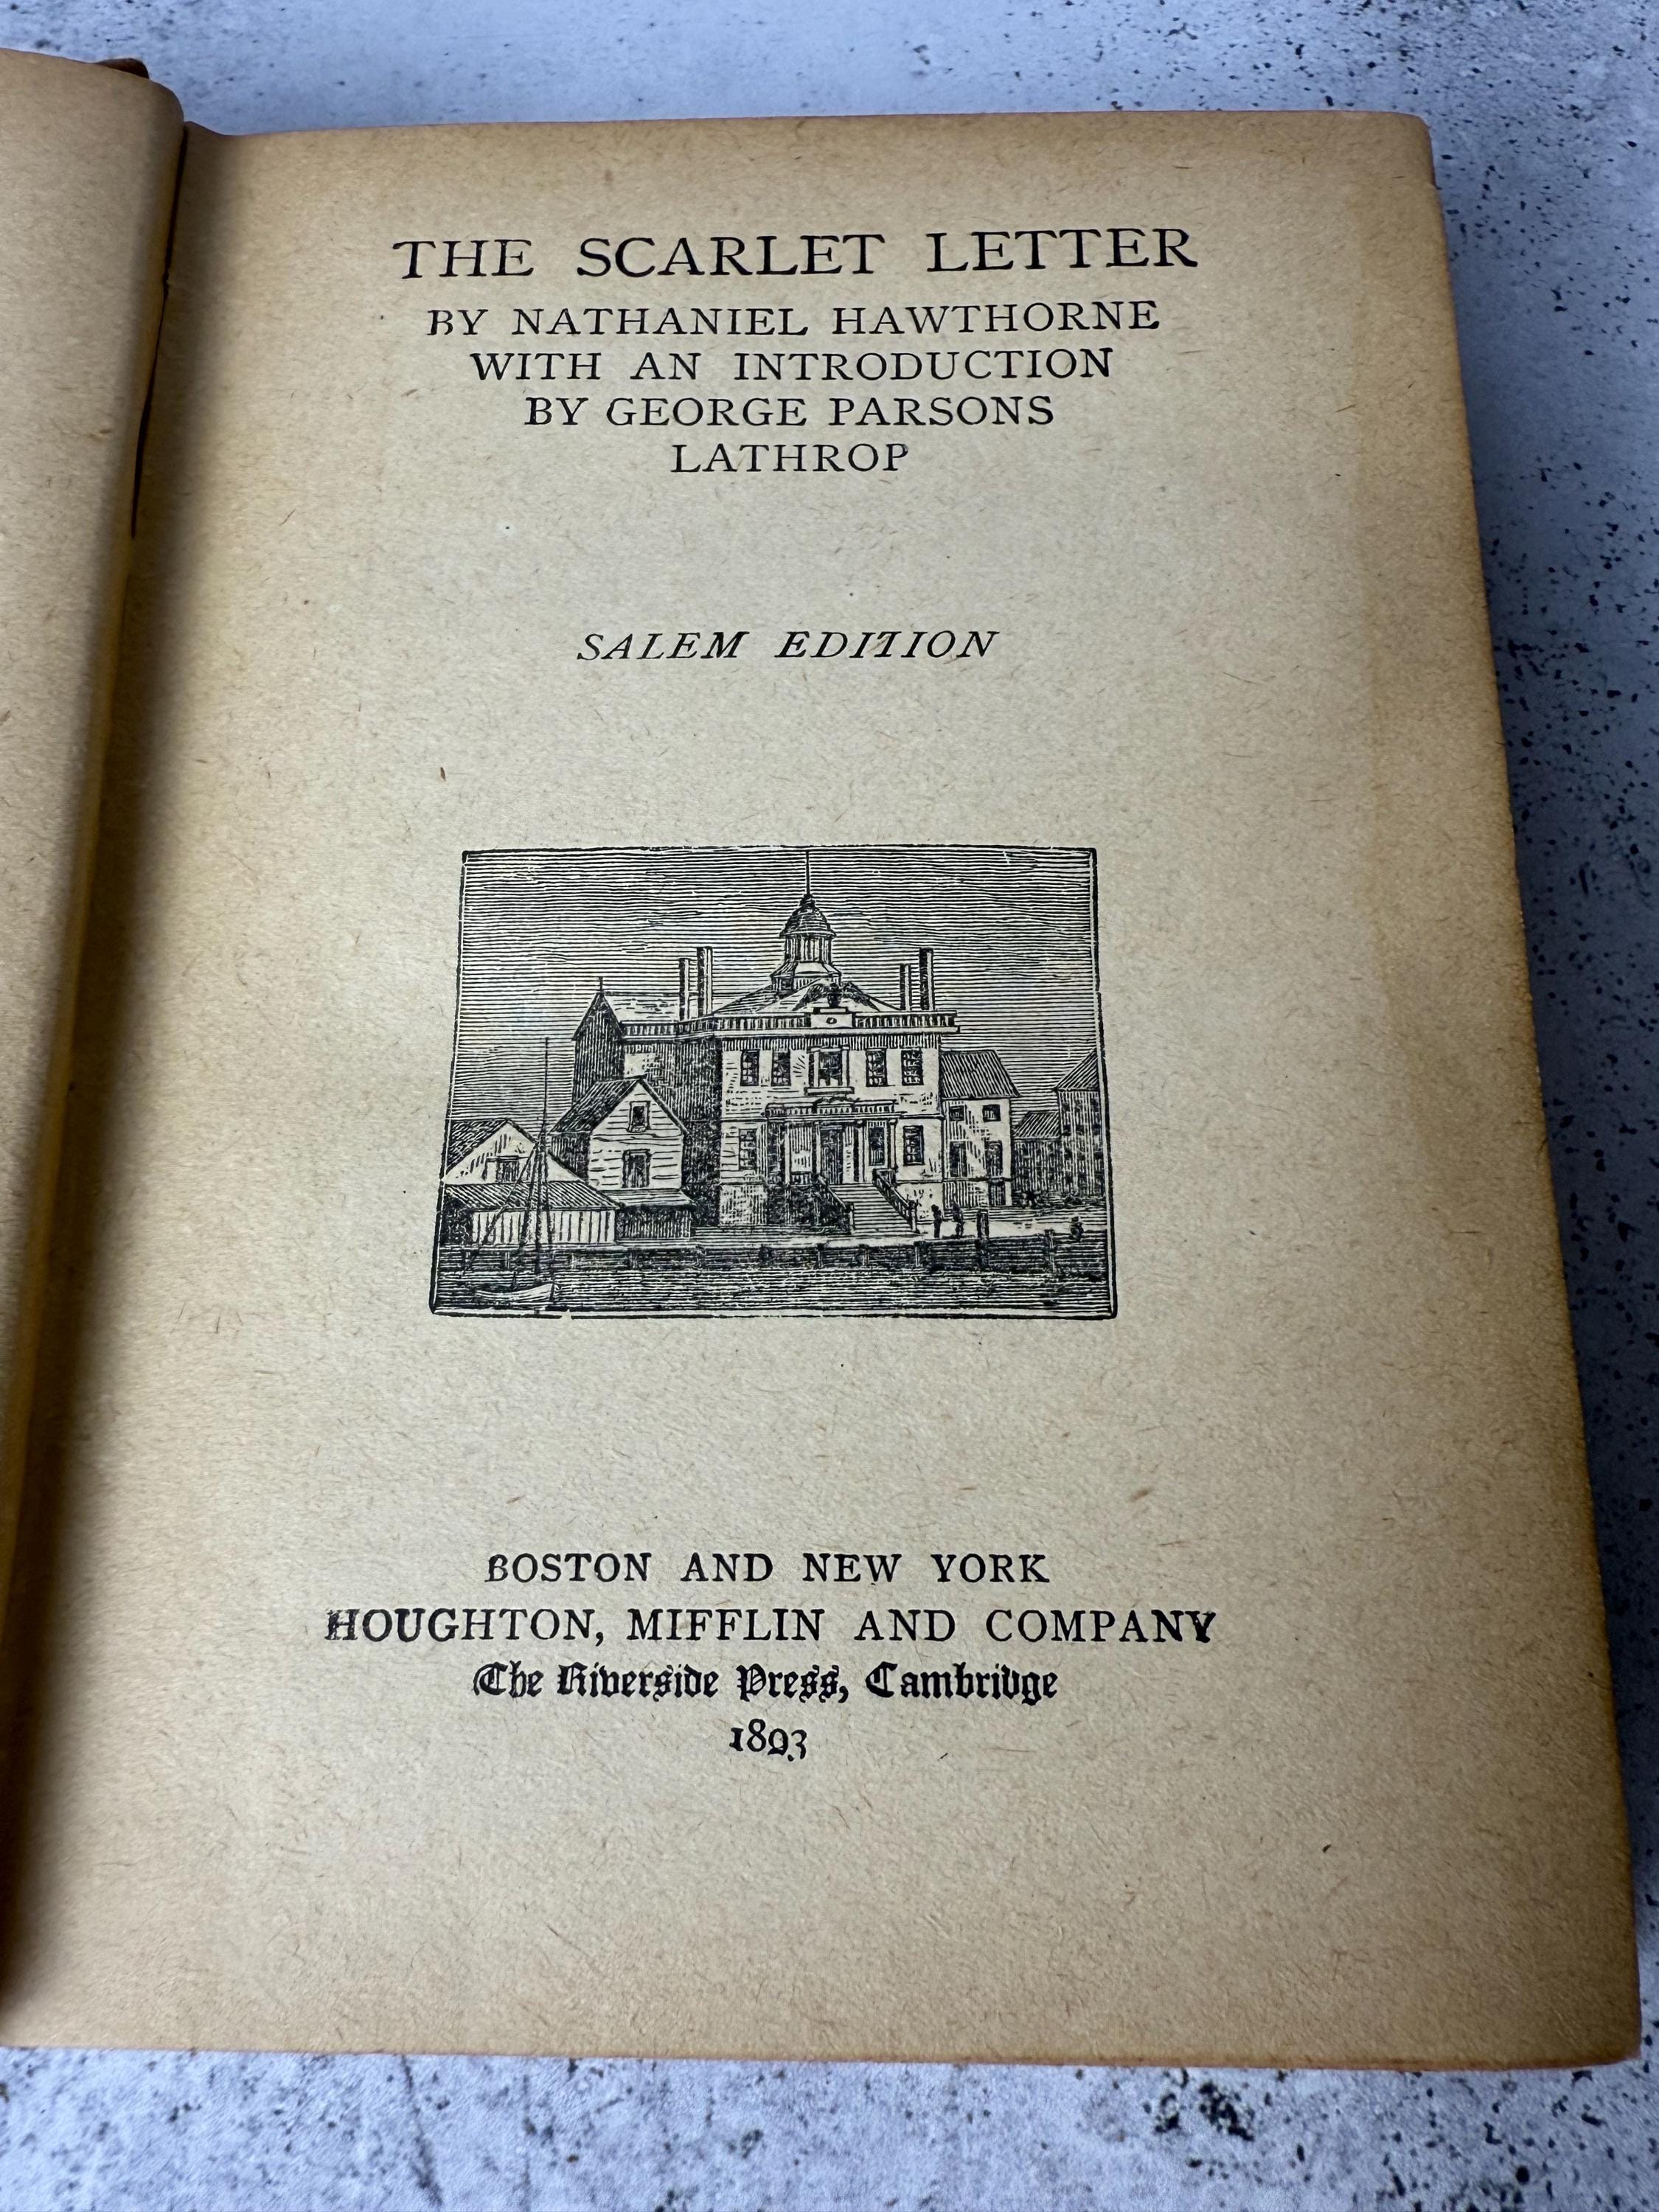 THE SCARLET LETTER
BY NATHANIEL HAWTHORNE
WITH AN INTRODUCTION
BY GEORGE PARSONS
LATHROP
SALEM EDITION
BOSTON AND NEW YORK
HOUGHTON, MIFFLIN AND COMPANY
The Riverside Press, Cambridge
1893